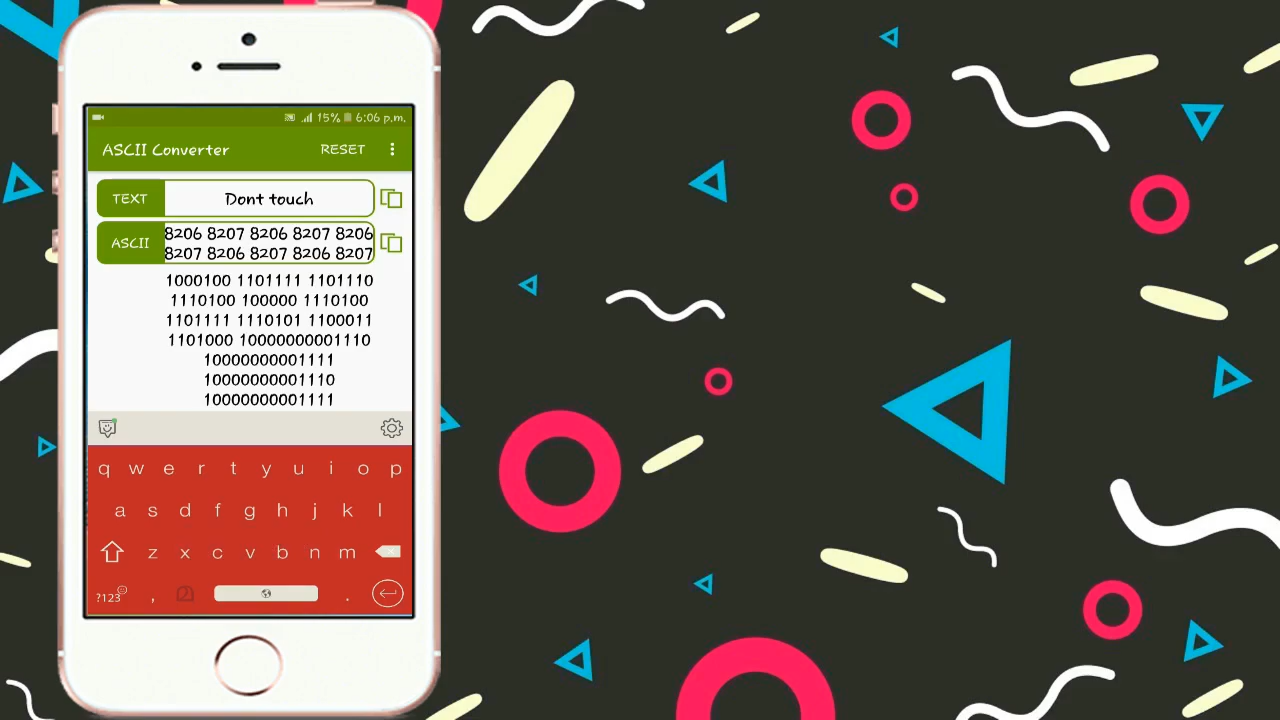 15% 6:06 p.m.
ASCII Converter RESET
TEXT Dont touch
ASCII 8206 8207 8206 8207 8206
8207 8206 8207 8206 8207
1000100 1101111 1101110
1110100 100000 1110100
1101111 1110101 1100011
1101000 10000000001110
10000000001111
10000000001110
10000000001111
q w e r t y u i o p
a s d f g h j k l
z x c v b n m
?123 , .